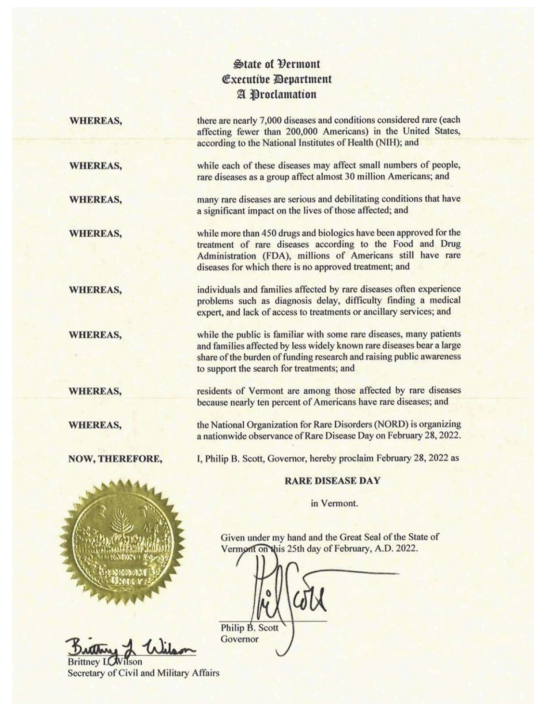 State of Vermont
Executive Department
A Proclamation
WHEREAS, there are nearly 7,000 diseases and conditions considered rare (each
affecting fewer than 200,000 Americans) in the United States,
according to the National Institutes of Health (NIH); and
WHEREAS, while each of these diseases may affect small numbers of people,
rare diseases as a group affect almost 30 million Americans; and
WHEREAS, many rare diseases are serious and debilitating conditions that have
a significant impact on the lives of those affected; and
WHEREAS, while more than 450 drugs and biologics have been approved for the
treatment of rare diseases according to the Food and Drug
Administration (FDA), millions of Americans still have rare
diseases for which there is no approved treatment; and
WHEREAS, individuals and families affected by rare diseases often experience
problems such as diagnosis delay, difficulty finding a medical
expert, and lack of access to treatments or ancillary services; and
WHEREAS, while the public is familiar with some rare diseases, many patients
and families affected by less widely known rare diseases bear a large
share of the burden of funding research and raising public awareness
to support the search for treatments; and
WHEREAS, residents of Vermont are among those affected by rare diseases
because nearly ten percent of Americans have rare diseases; and
WHEREAS, the National Organization for Rare Disorders (NORD) is organizing
a nationwide observance of Rare Disease Day on February 28, 2022.
NOW, THEREFORE, I, Philip B. Scott, Governor, hereby proclaim February 28, 2022 as
RARE DISEASE DAY
in Vermont.
Given under my hand and the Great Seal of the State of
Vermont on this 25th day of February, A.D. 2022.
Phil Scott
Philip B. Scott
Governor
Brittney L Wilson
Brittney L. Wilson
Secretary of Civil and Military Affairs